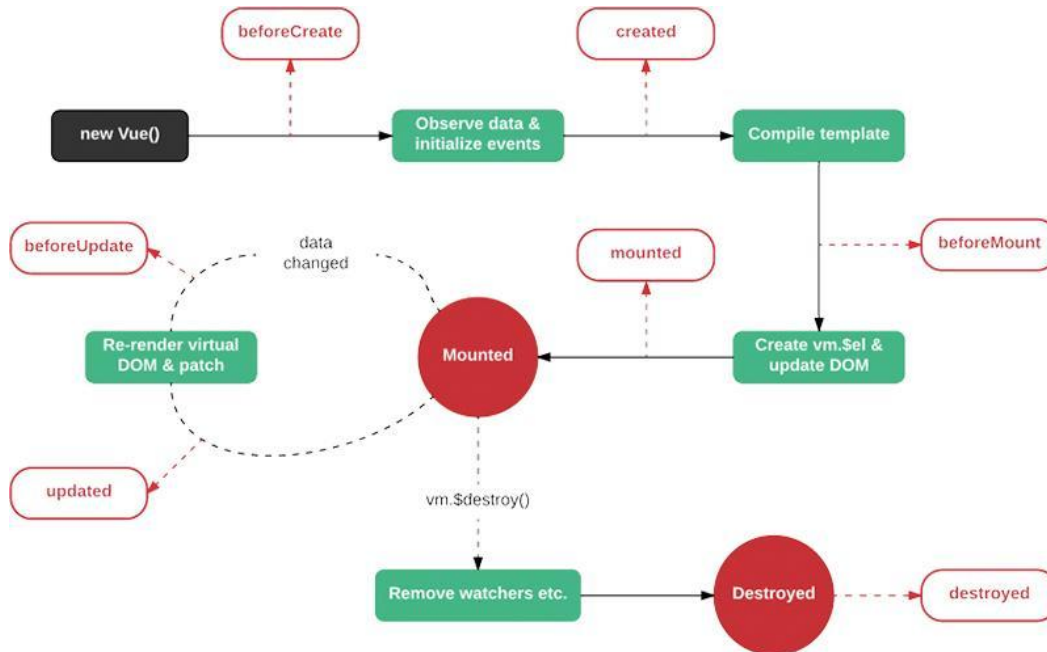 beforeCreate
created
new Vue()
Observe data &
initialize events
Compile template
beforeUpdate
data
changed
mounted
beforeMount
Re-render virtual
DOM & patch
Mounted
Create vm.$el &
update DOM
updated
vm.$destroy()
Remove watchers etc.
Destroyed
destroyed